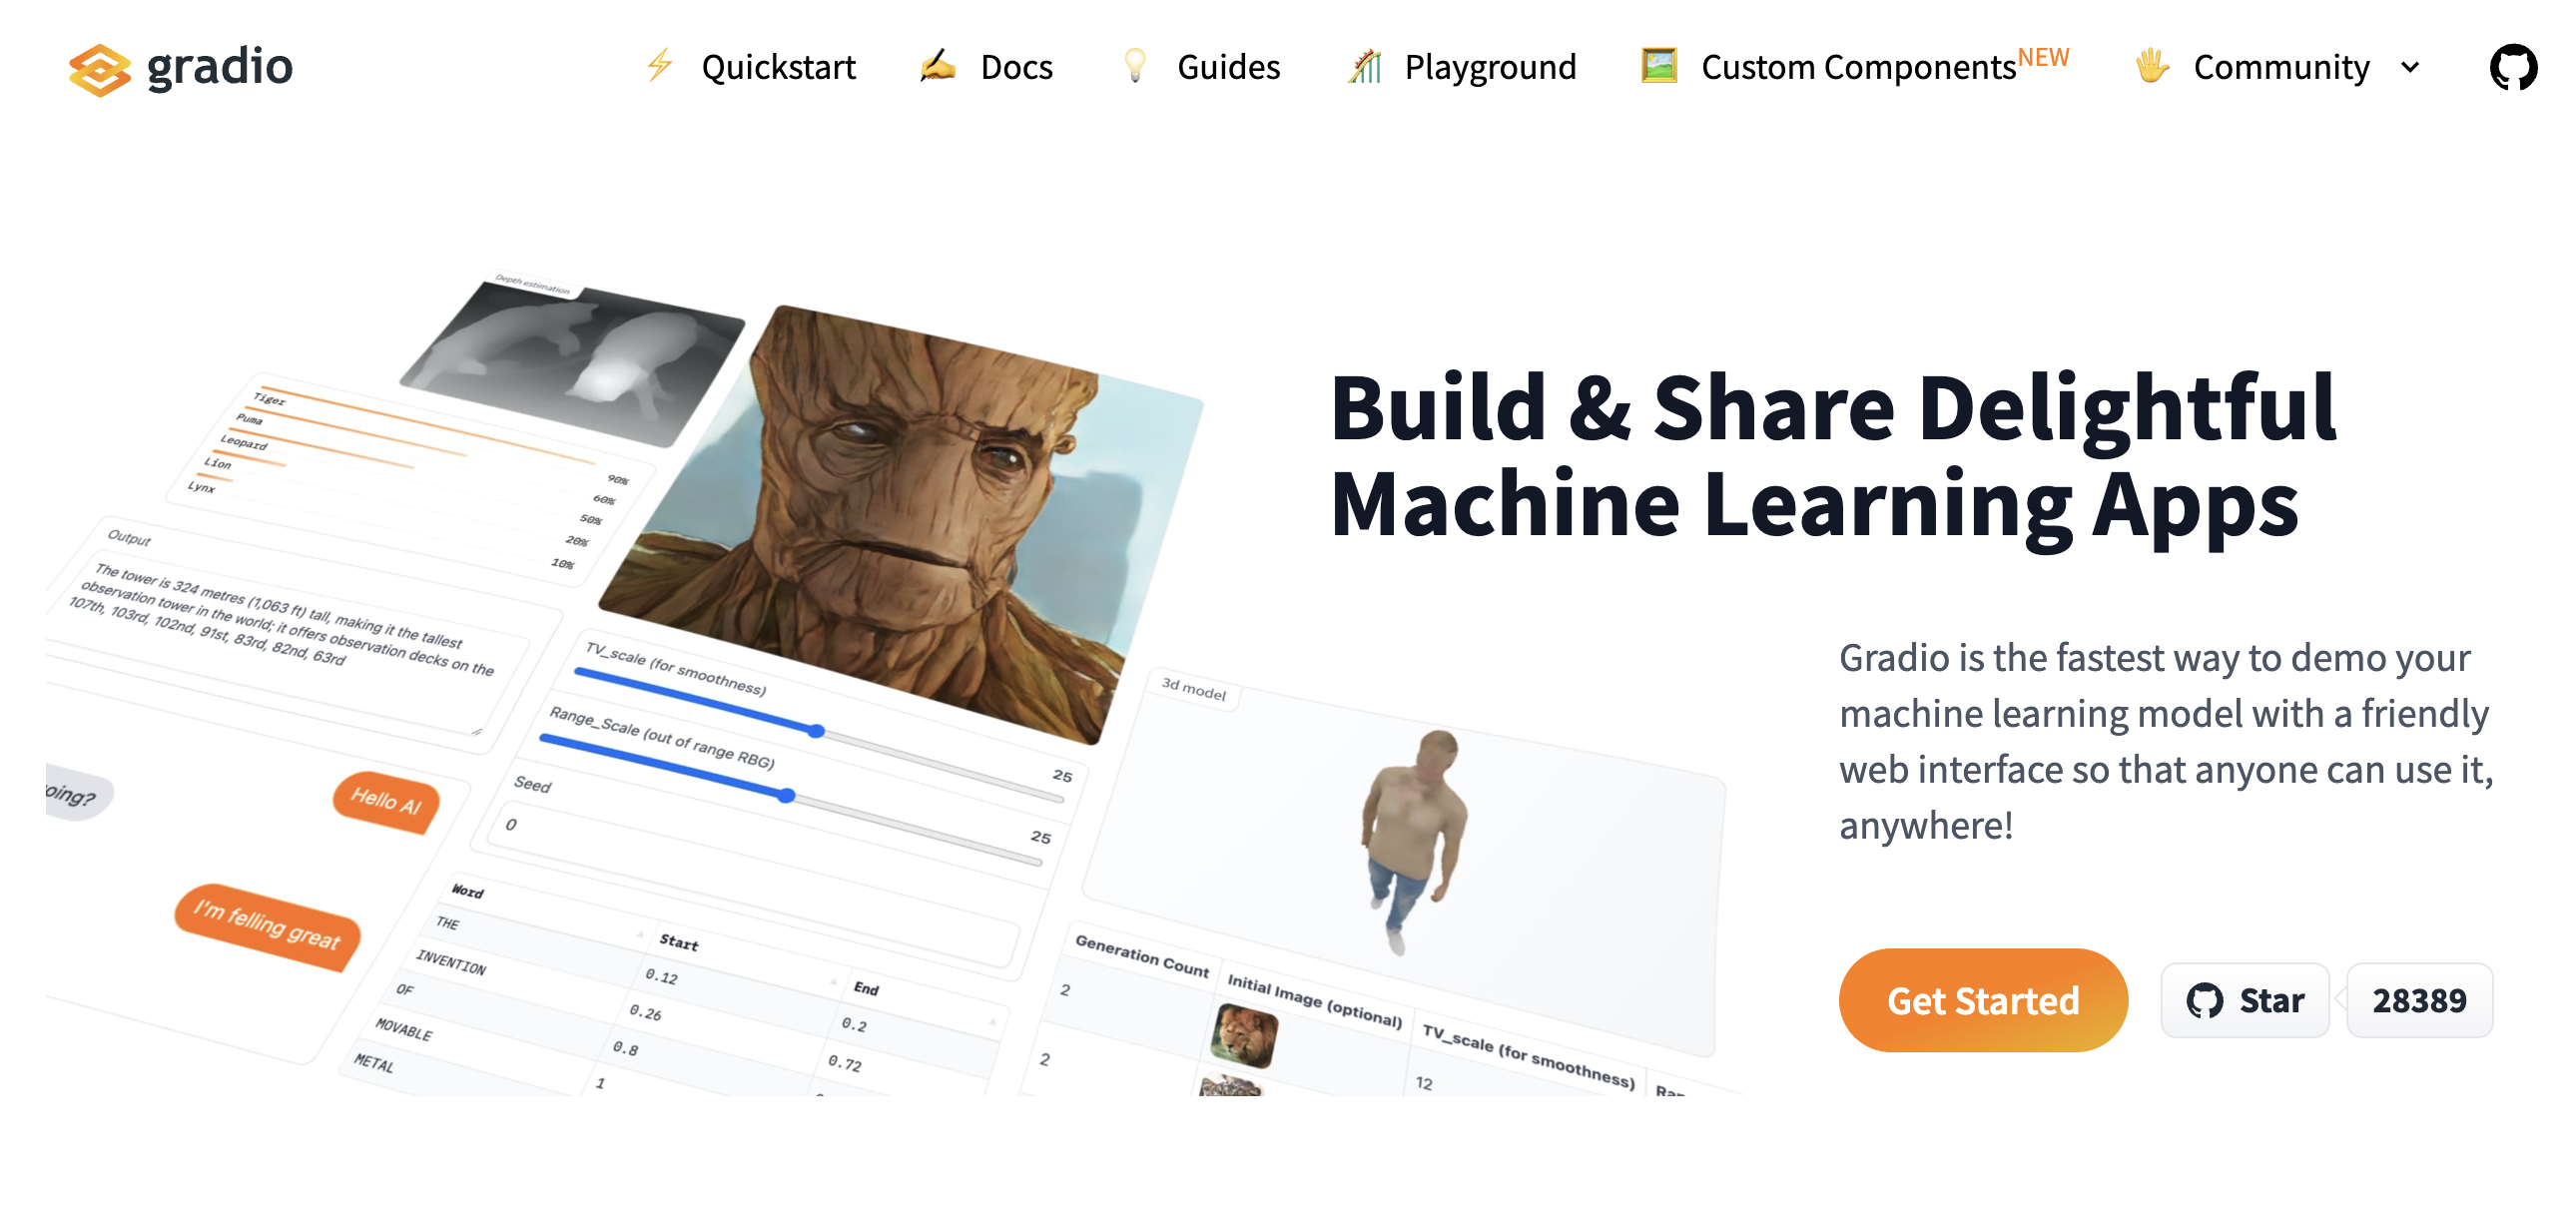 gradio
Quickstart
Docs
Guides
Playground
Custom Components NEW
Community
Build & Share Delightful
Machine Learning Apps
Gradio is the fastest way to demo your
machine learning model with a friendly
web interface so that anyone can use it,
anywhere!
Get Started
Star
28389
Depth estimation
Tiger 90%
Puma 60%
Leopard 50%
Lion 20%
Lynx 10%
Output
The tower is 324 metres (1,063 ft) tall, making it the tallest
observation tower in the world; it offers observation decks on the
107th, 103rd, 102nd, 91st, 83rd, 82nd, 63rd
oing?
Hello AI
I'm felling great
TV_scale (for smoothness)
25
Range_Scale (out of range RBG)
25
Seed
0
Word Start End
THE 0.12 0.2
INVENTION 0.26 0.72
OF 0.8
MOVABLE 1
METAL
3d model
Generation Count Initial Image (optional) TV_scale (for smoothness)
2 12
2